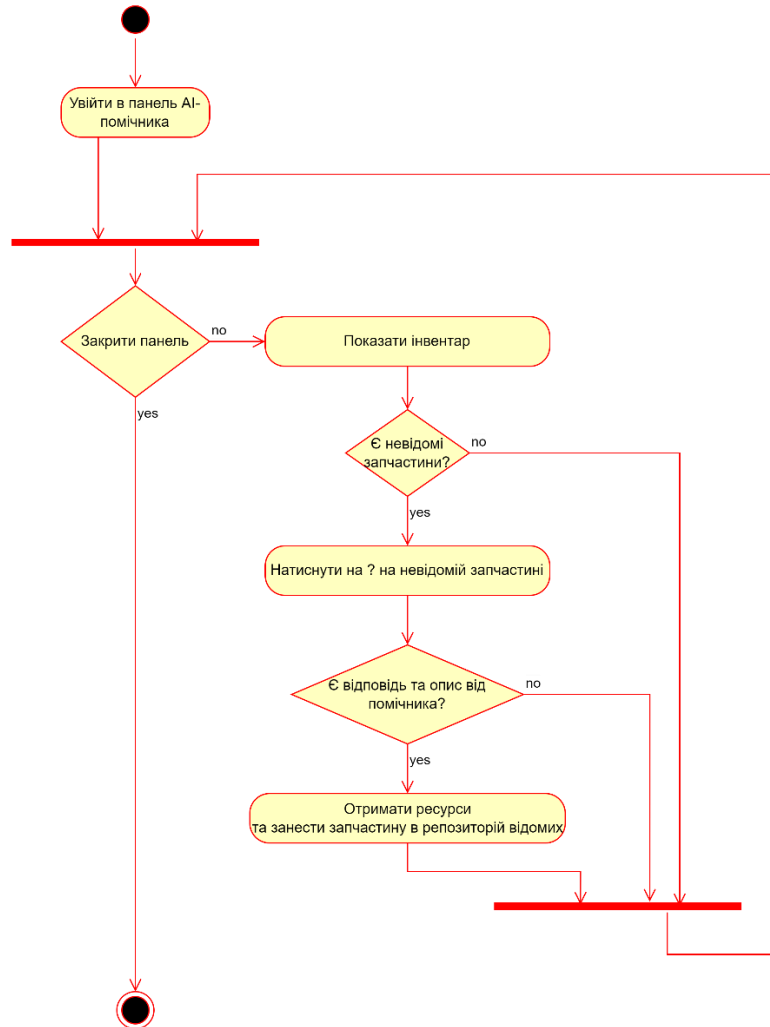 Увійти в панель AI-
помічника
Закрити панель
no
Показати інвентар
yes
Є невідомі
запчастини?
no
yes
Натиснути на ? на невідомій запчастині
Є відповідь та опис від
помічника?
no
yes
Отримати ресурси
та занести запчастину в репозиторій відомих